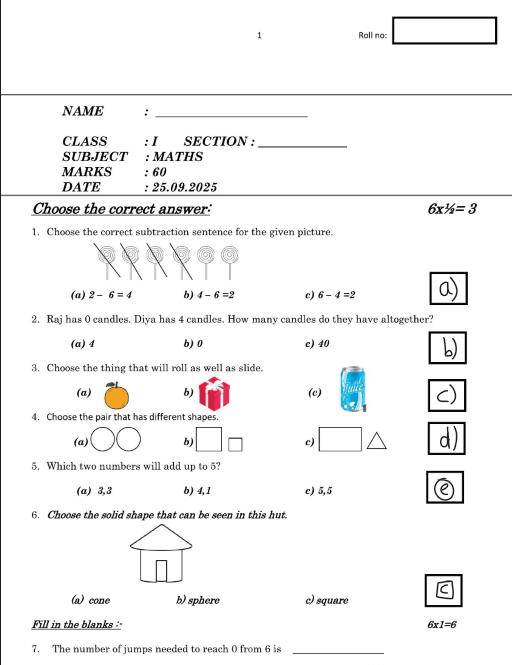 1 Roll no:
NAME : ____________________
CLASS : I SECTION : ____________
SUBJECT : MATHS
MARKS : 60
DATE : 25.09.2025
Choose the correct answer: 6x½= 3
1. Choose the correct subtraction sentence for the given picture.
(a) 2 – 6 = 4 b) 4 – 6 =2 c) 6 – 4 =2 a)
2. Raj has 0 candles. Diya has 4 candles. How many candles do they have altogether?
(a) 4 b) 0 c) 40 b)
3. Choose the thing that will roll as well as slide.
(a) b) (c) c)
4. Choose the pair that has different shapes.
(a) b) c) d)
5. Which two numbers will add up to 5?
(a) 3,3 b) 4,1 c) 5,5 e
6. Choose the solid shape that can be seen in this hut.
(a) cone b) sphere c) square c
Fill in the blanks :- 6x1=6
7. The number of jumps needed to reach 0 from 6 is ____________